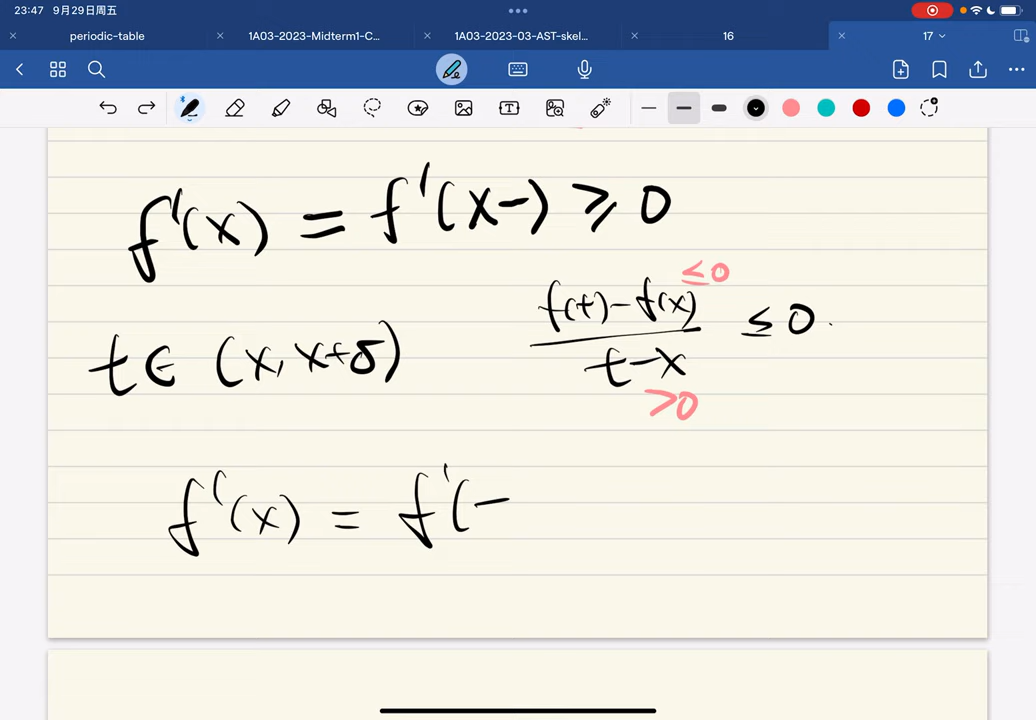 23:47 9月29日周五
periodic-table
1A03-2023-Midterm1-C...
1A03-2023-03-AST-skel...
16
17
f'(x) = f'(x-) ≥ 0
t ∈ (x, x+δ)
f(t) - f(x) ≤0
t - x >0
≤ 0.
f'(x) = f'(-